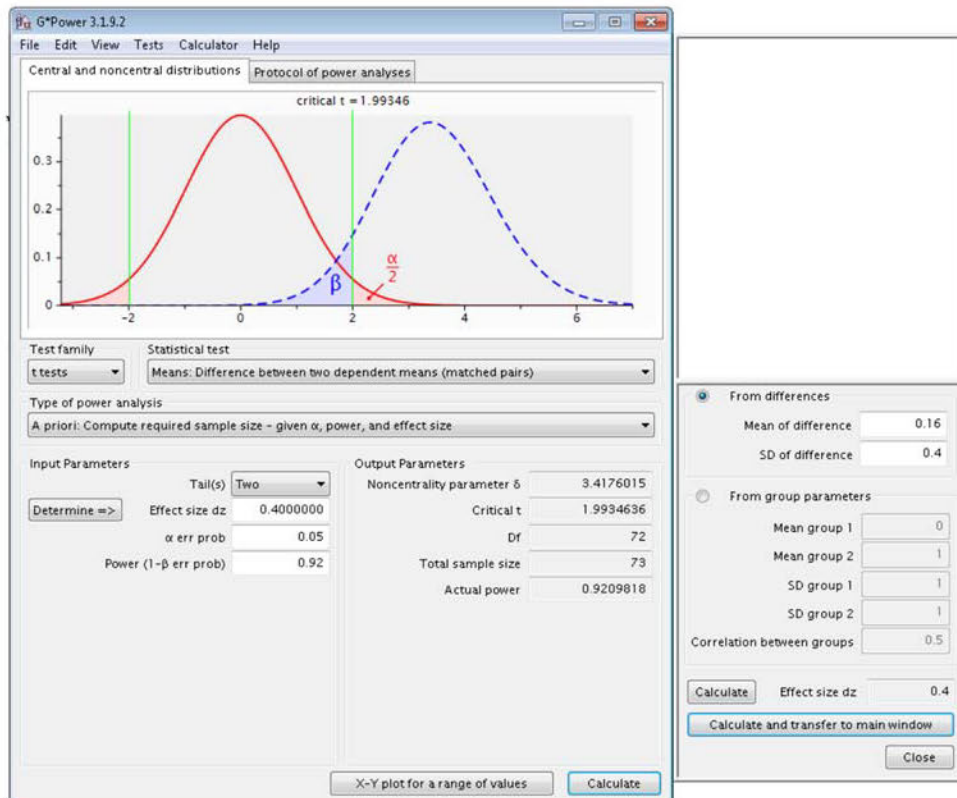 βα G*Power 3.1.9.2
File Edit View Tests Calculator Help
Central and noncentral distributions Protocol of power analyses
critical t = 1.99346
0.3
0.2
0.1
0
β
α
2
-2 0 2 4 6
Test family Statistical test
t tests Means: Difference between two dependent means (matched pairs)
Type of power analysis
A priori: Compute required sample size – given α, power, and effect size
Input Parameters
Tail(s) Two
Determine => Effect size dz 0.4000000
α err prob 0.05
Power (1-β err prob) 0.92
Output Parameters
Noncentrality parameter δ 3.4176015
Critical t 1.9934636
Df 72
Total sample size 73
Actual power 0.9209818
X-Y plot for a range of values Calculate
From differences
Mean of difference 0.16
SD of difference 0.4
From group parameters
Mean group 1 0
Mean group 2 1
SD group 1 1
SD group 2 1
Correlation between groups 0.5
Calculate Effect size dz 0.4
Calculate and transfer to main window
Close